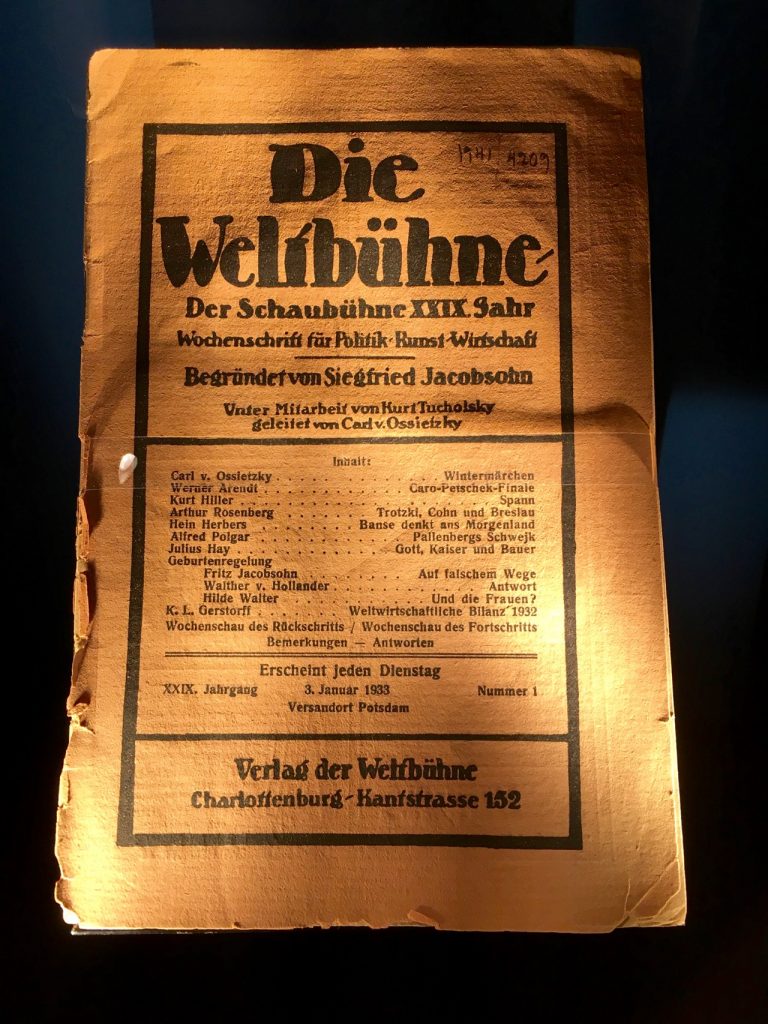 1941/4209
Die
Weltbühne
Der Schaubühne XXIX. Jahr
Wochenschrift für Politik-Kunst-Wirtschaft
Begründet von Siegfried Jacobsohn
Unter Mitarbeit von Kurt Tucholsky
geleitet von Carl v. Ossietzky
Inhalt:
Carl v. Ossietzky . . . . . . . . . . . . . . . Wintermärchen
Werner Arendt . . . . . . . . . . . . . Caro-Petschek-Finale
Kurt Hiller . . . . . . . . . . . . . . . . . . . . . Spann
Arthur Rosenberg . . . . . . . . Trotzki, Cohn und Breslau
Hein Herbers . . . . . . . . . Banse denkt ans Morgenland
Alfred Polgar . . . . . . . . . . . . . Pallenbergs Schwejk
Julius Hay . . . . . . . . . . . . . Gott, Kaiser und Bauer
Geburtenregelung
Fritz Jacobsohn . . . . . . . . . . Auf falschem Wege
Walther v. Hollander . . . . . . . . . . . . . Antwort
Hilde Walter . . . . . . . . . . . . Und die Frauen?
K. L. Gerstorff . . . . . . . Weltwirtschaftliche Bilanz 1932
Wochenschau des Rückschritts / Wochenschau des Fortschritts
Bemerkungen — Antworten
Erscheint jeden Dienstag
XXIX. Jahrgang 3. Januar 1933 Nummer 1
Versandort Potsdam
Verlag der Weltbühne
Charlottenburg-Kantstrasse 152